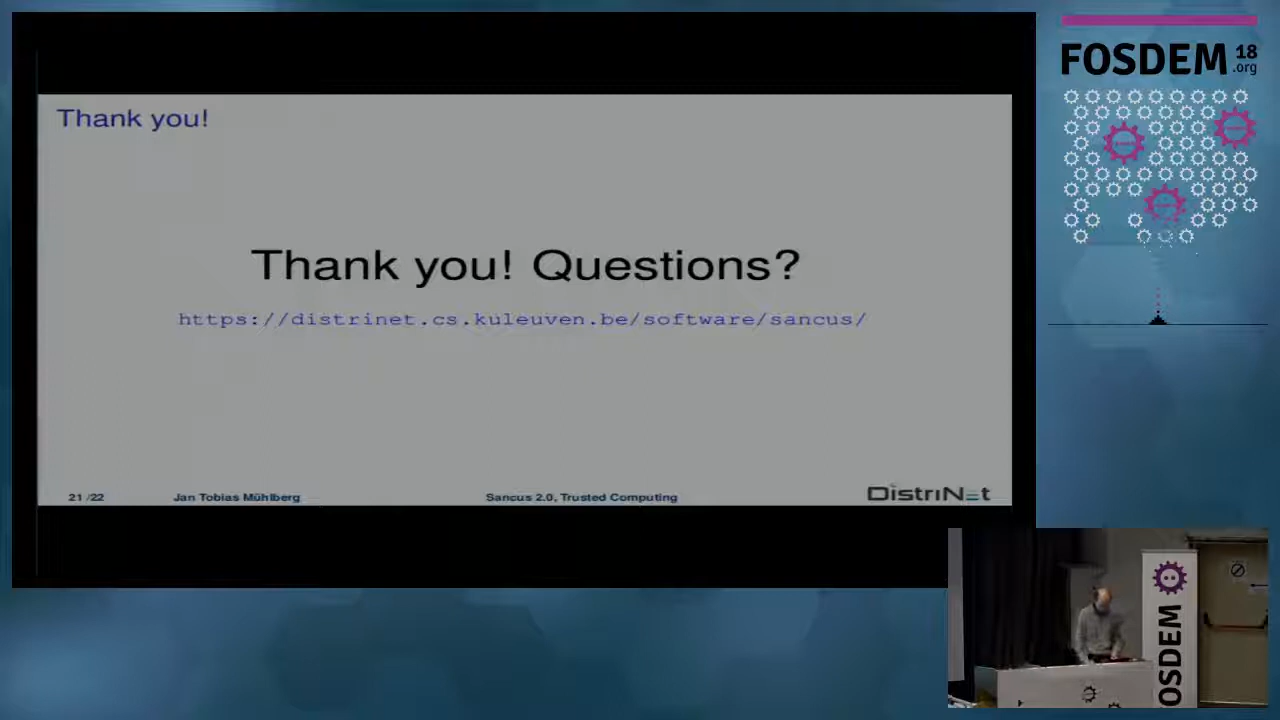 Thank you!
Thank you! Questions?
https://distrinet.cs.kuleuven.be/software/sancus/
21 /22
Jan Tobias Mühlberg
Sancus 2.0, Trusted Computing
DistriNet
FOSDEM 18
.org
FOSDEM